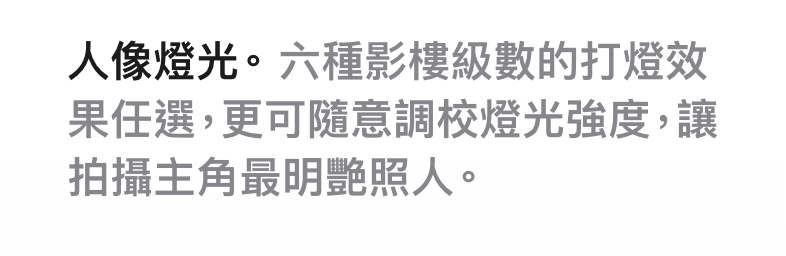 人像燈光。六種影樓級數的打燈效
果任選，更可隨意調校燈光強度，讓
拍攝主角最明艷照人。